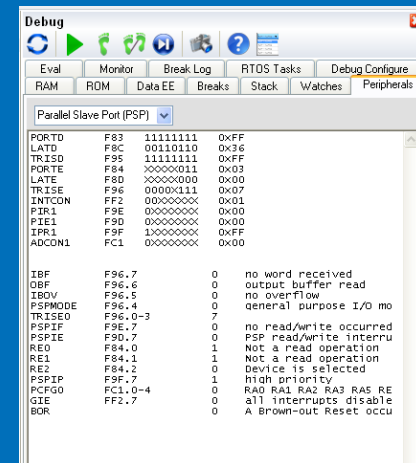 Debug
Eval Monitor Break Log RTOS Tasks Debug Configure
RAM ROM Data EE Breaks Stack Watches Peripherals
Parallel Slave Port (PSP)
PORTD F83 11111111 0xFF
LATD F8C 00110110 0x36
TRISD F95 11111111 0xFF
PORTE F84 XXXXX011 0x03
LATE F8D XXXXX000 0x00
TRISE F96 0000X111 0x07
INTCON FF2 00XXXXXX 0x01
PIR1 F9E 0XXXXXXX 0x00
PIE1 F9D 0XXXXXXX 0x00
IPR1 F9F 1XXXXXXX 0xFF
ADCON1 FC1 0XXXXXXX 0x00
IBF F96.7 0 no word received
OBF F96.6 0 output buffer read
IBOV F96.5 0 no overflow
PSPMODE F96.4 0 general purpose I/O mo
TRISE0 F96.0-3 7
PSPIF F9E.7 0 no read/write occurred
PSPIE F9D.7 0 PSP read/write interru
RE0 F84.0 1 Not a read operation
RE1 F84.1 1 Not a read operation
RE2 F84.2 0 Device is selected
PSPIP F9F.7 1 high priority
PCFG0 FC1.0-4 0 RA0 RA1 RA2 RA3 RA5 RE
GIE FF2.7 0 all interrupts disable
BOR 0 A Brown-out Reset occu